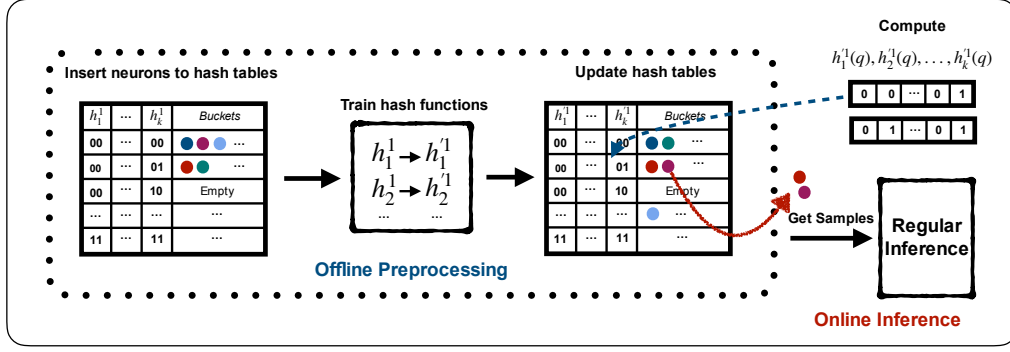 Compute
h₁'¹(q), h₂'¹(q), . . . , hₖ'¹(q)
0 0 ··· 0 1
0 1 ··· 0 1
Insert neurons to hash tables
h₁¹ ··· hₖ¹ Buckets
00 ··· 00 ···
00 ··· 01 ···
00 ··· 10 Empty
··· ··· ··· ···
11 ··· 11 ···
Train hash functions
h₁¹ → h₁'¹
h₂¹ → h₂'¹
··· ···
Update hash tables
h₁'¹ ··· hₖ'¹ Buckets
00 ··· 00 ···
00 ··· 01 ···
00 ··· 10 Empty
··· ··· ··· ···
11 ··· 11 ···
Offline Preprocessing
Get Samples
Regular
Inference
Online Inference